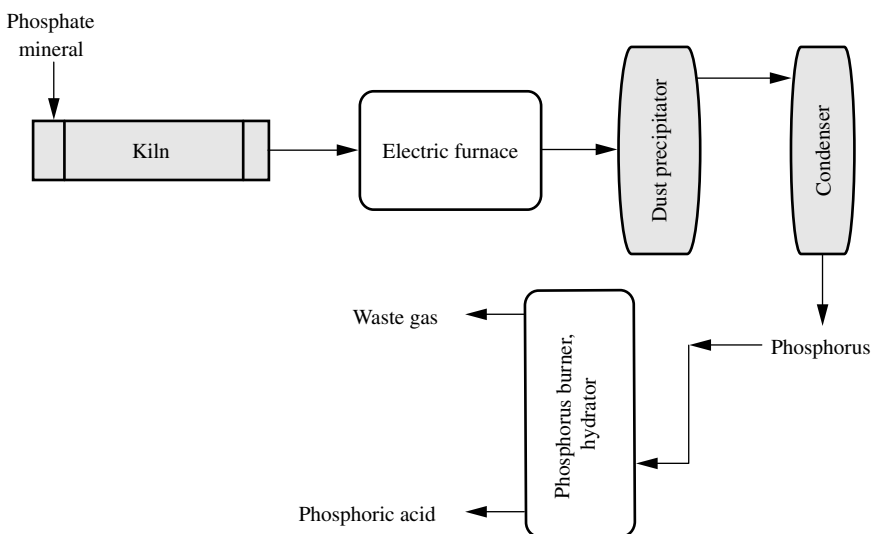 Phosphate
mineral
Kiln
Electric furnace
Dust precipitator
Condenser
Phosphorus
Waste gas
Phosphorus burner,
hydrator
Phosphoric acid